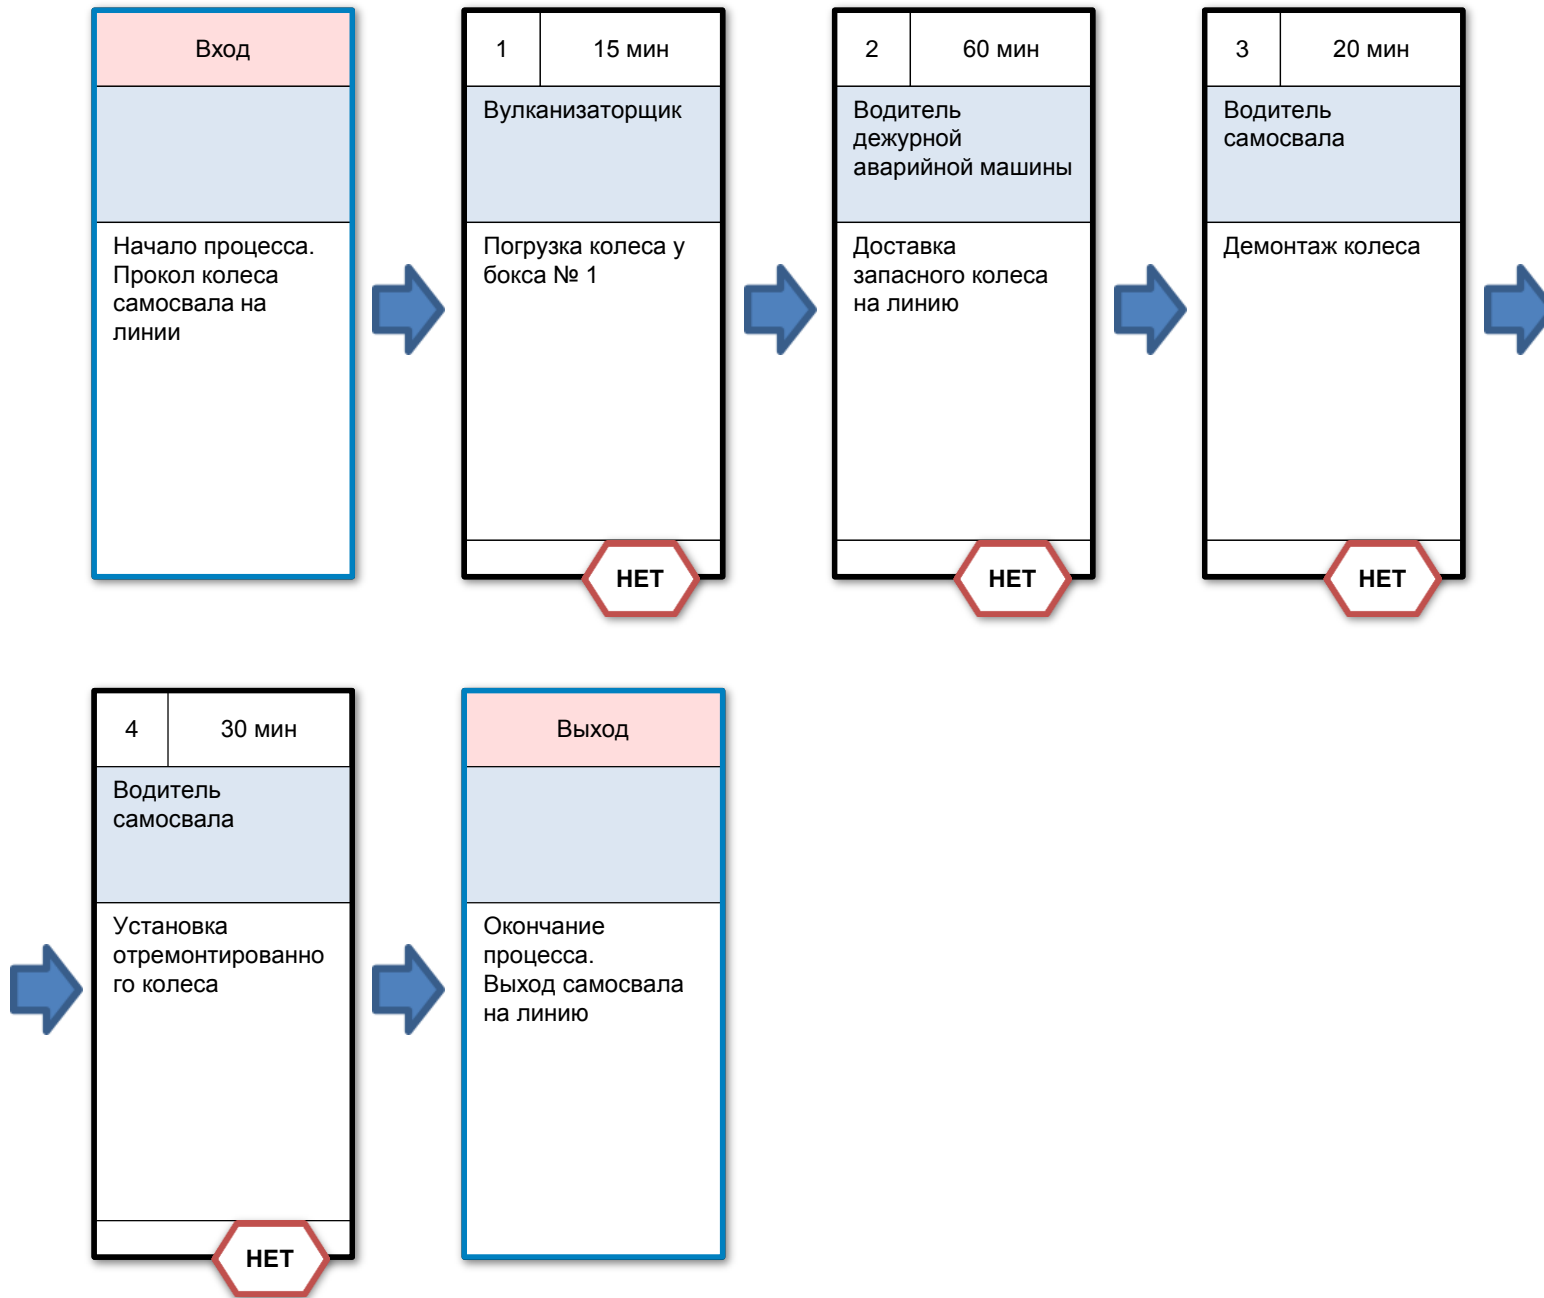 Вход
Начало процесса.
Прокол колеса
самосвала на
линии
1
15 мин
Вулканизаторщик
Погрузка колеса у
бокса № 1
НЕТ
2
60 мин
Водитель
дежурной
аварийной машины
Доставка
запасного колеса
на линию
НЕТ
3
20 мин
Водитель
самосвала
Демонтаж колеса
НЕТ
4
30 мин
Водитель
самосвала
Установка
отремонтированно
го колеса
НЕТ
Выход
Окончание
процесса.
Выход самосвала
на линию